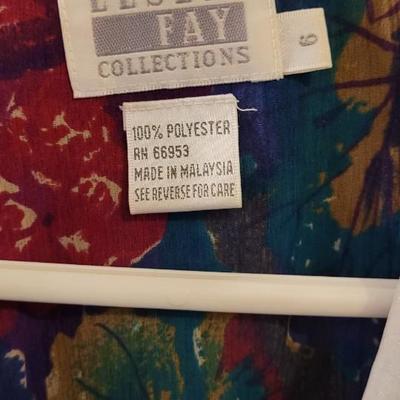 FAY
COLLECTIONS
6
100% POLYESTER
RN 66953
MADE IN MALAYSIA
SEE REVERSE FOR CARE